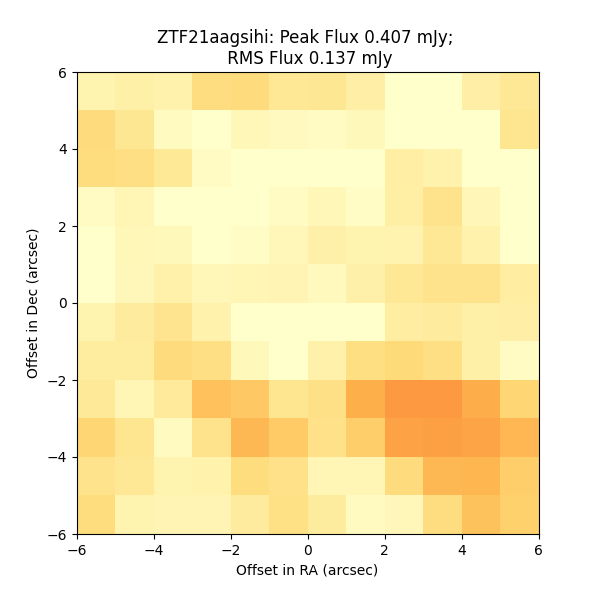 ZTF21aagsihi: Peak Flux 0.407 mJy;
RMS Flux 0.137 mJy
6
4
2
0
−2
−4
−6
Offset in Dec (arcsec)
−6 −4 −2 0 2 4 6
Offset in RA (arcsec)